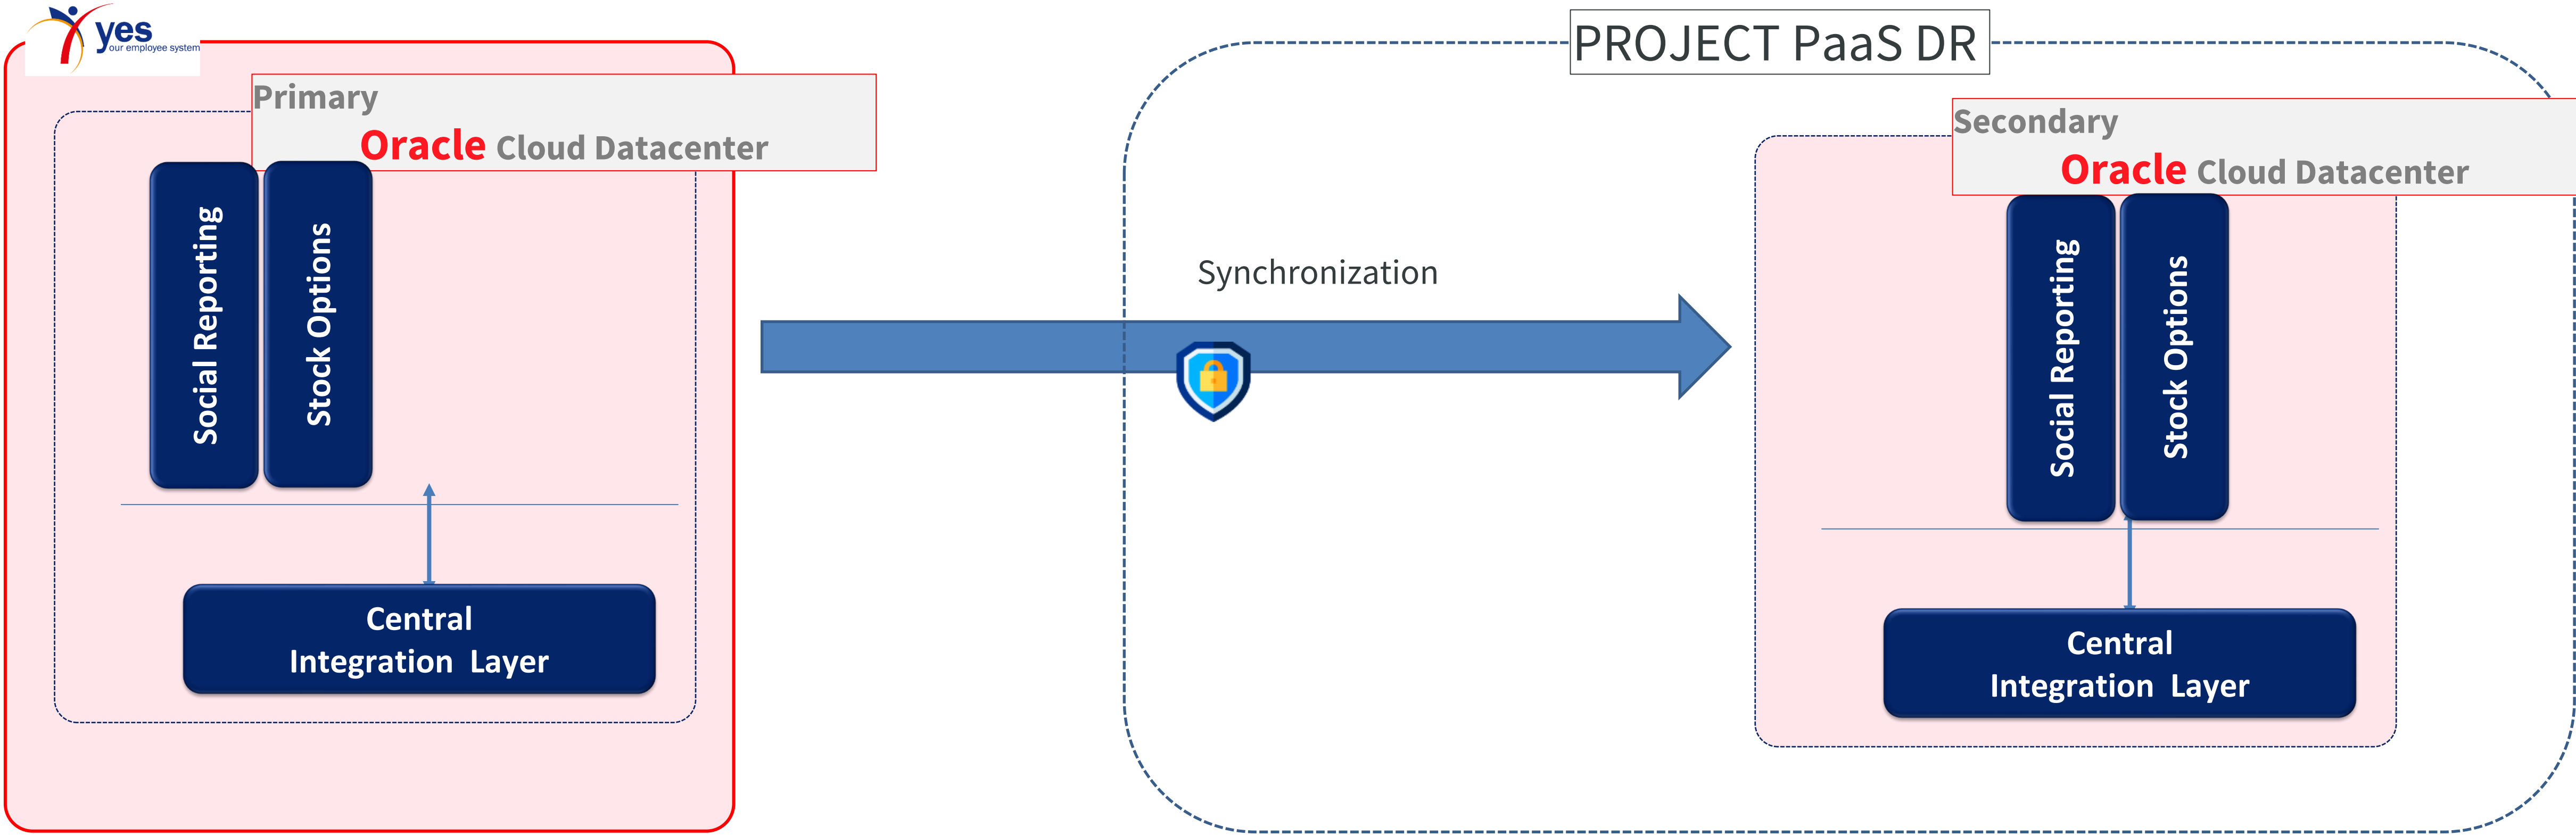 yes
our employee system
PROJECT PaaS DR
Primary
Oracle Cloud Datacenter
Social Reporting
Stock Options
Central
Integration Layer
Synchronization
Secondary
Oracle Cloud Datacenter
Social Reporting
Stock Options
Central
Integration Layer